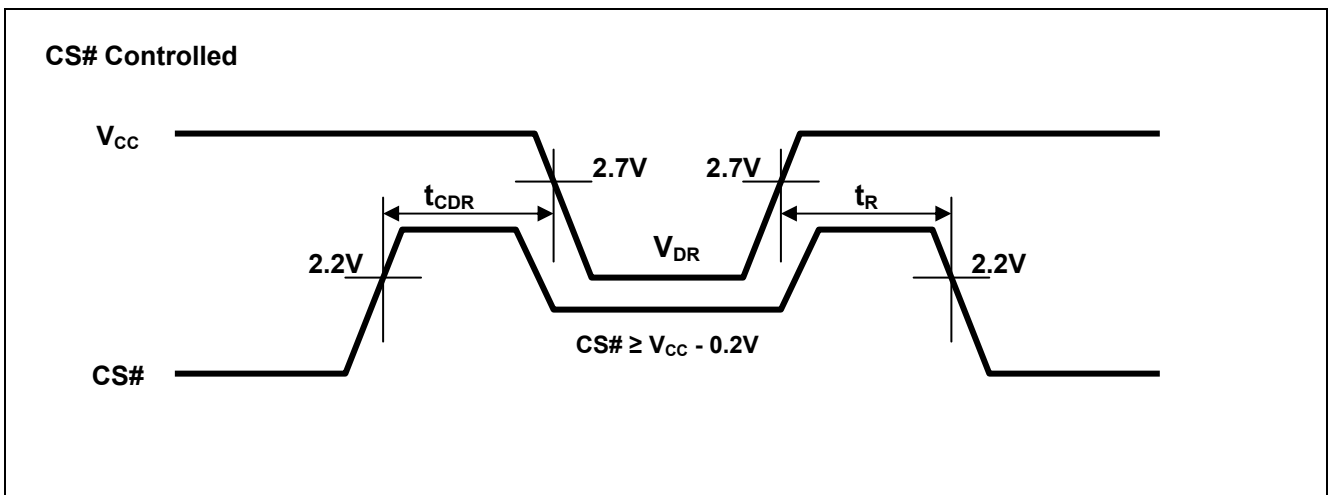 CS# Controlled
VCC
2.7V 2.7V
tCDR tR
VDR
2.2V 2.2V
CS# ≥ VCC - 0.2V
CS#